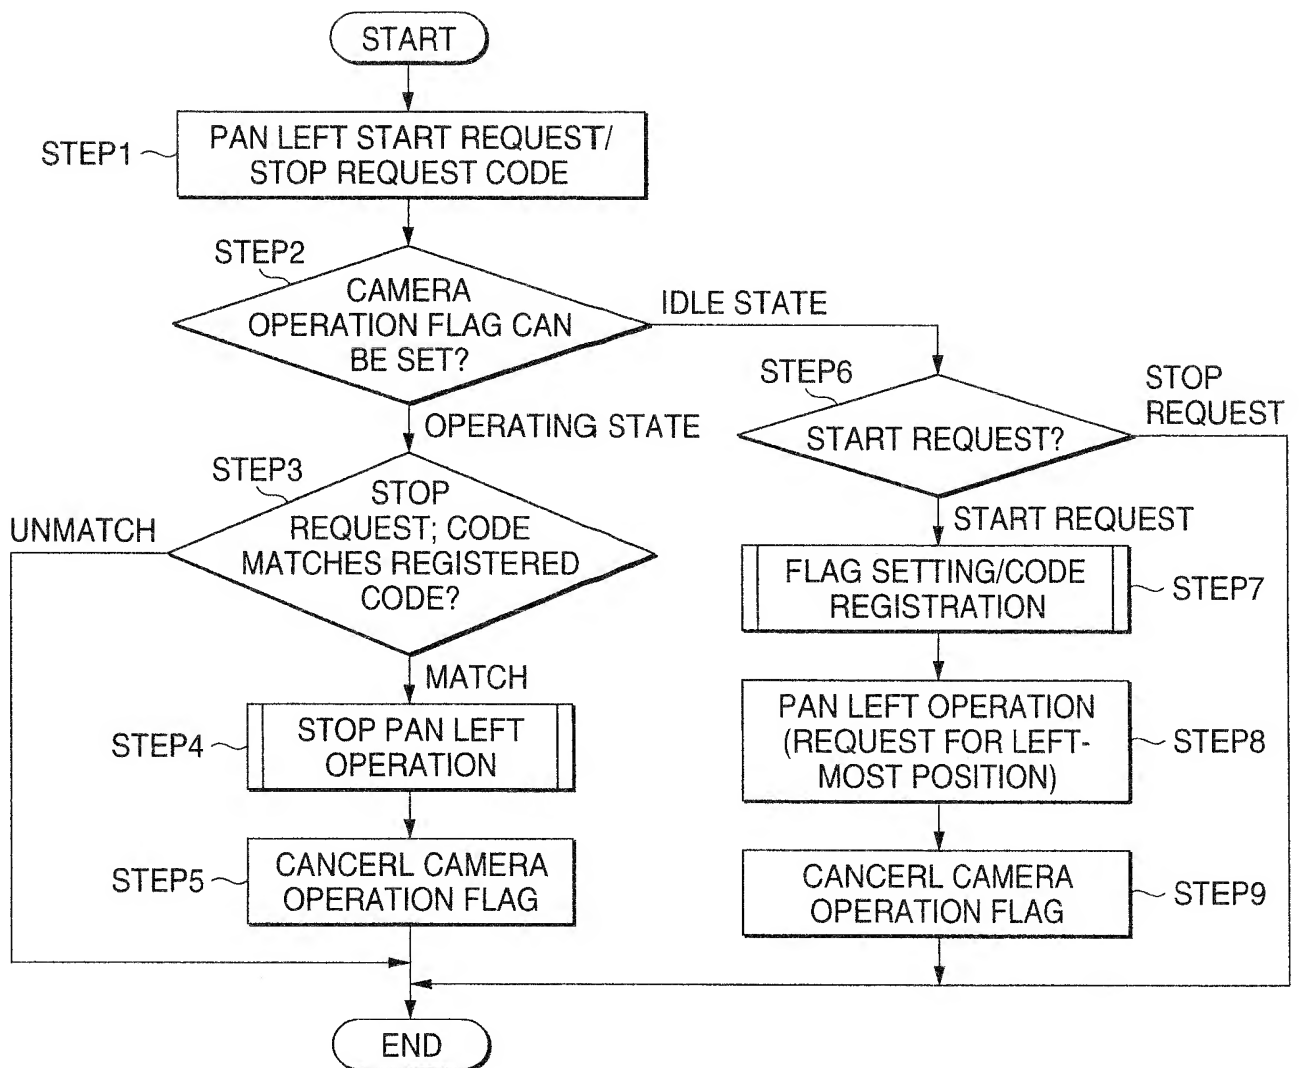 START
STEP1
PAN LEFT START REQUEST/
STOP REQUEST CODE
STEP2
CAMERA
OPERATION FLAG CAN
BE SET?
IDLE STATE
OPERATING STATE
STEP6
START REQUEST?
STOP
REQUEST
STEP3
STOP
REQUEST; CODE
MATCHES REGISTERED
CODE?
UNMATCH
MATCH
START REQUEST
FLAG SETTING/CODE
REGISTRATION
STEP7
STEP4
STOP PAN LEFT
OPERATION
PAN LEFT OPERATION
(REQUEST FOR LEFT-
MOST POSITION)
STEP8
STEP5
CANCERL CAMERA
OPERATION FLAG
CANCERL CAMERA
OPERATION FLAG
STEP9
END